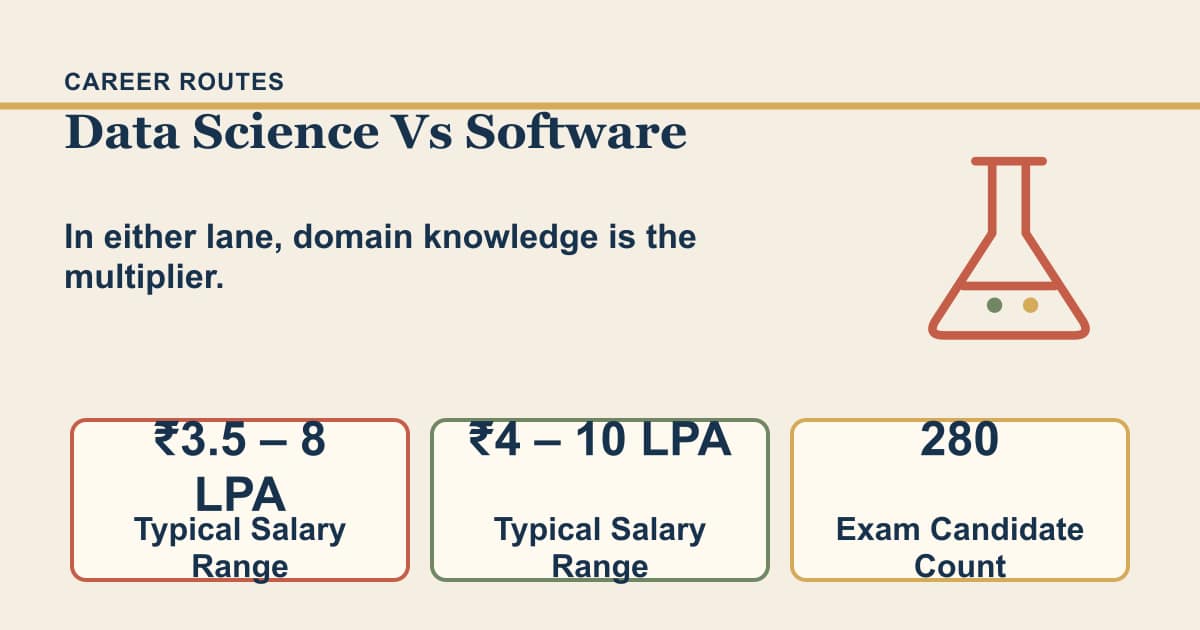 CAREER ROUTES
Data Science Vs Software
In either lane, domain knowledge is the
multiplier.
₹3.5 – 8
LPA
Typical Salary
Range
₹4 – 10 LPA
Typical Salary
Range
280
Exam Candidate
Count